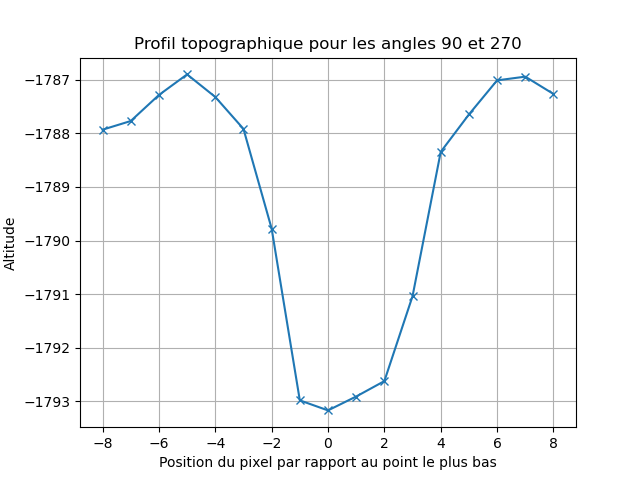 Profil topographique pour les angles 90 et 270
−1787
−1788
−1789
−1790
−1791
−1792
−1793
Altitude
−8 −6 −4 −2 0 2 4 6 8
Position du pixel par rapport au point le plus bas